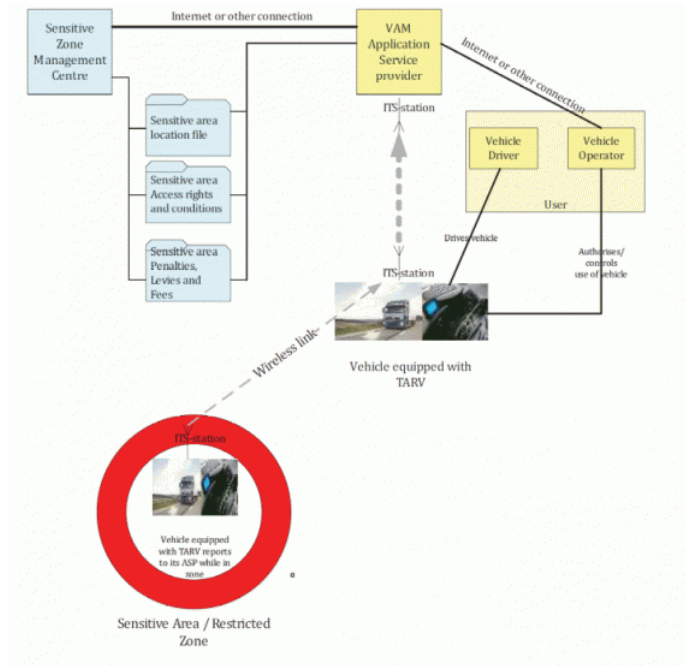 Internet or other connection
Sensitive
Zone
Management
Centre
VAM
Application
Service
provider
Internet or other connection
ITS-station
Sensitive area
location file
Vehicle
Driver
Vehicle
Operator
Sensitive area
Access rights
and conditions
User
Drives vehicle
Authorises/
controls
use of vehicle
Sensitive area
Penalties,
Levies and
Fees
ITS-station
Wireless link
Vehicle equipped with
TARV
ITS-station
Vehicle equipped
with TARV reports
to its ASP while in
zone
Sensitive Area / Restricted
Zone